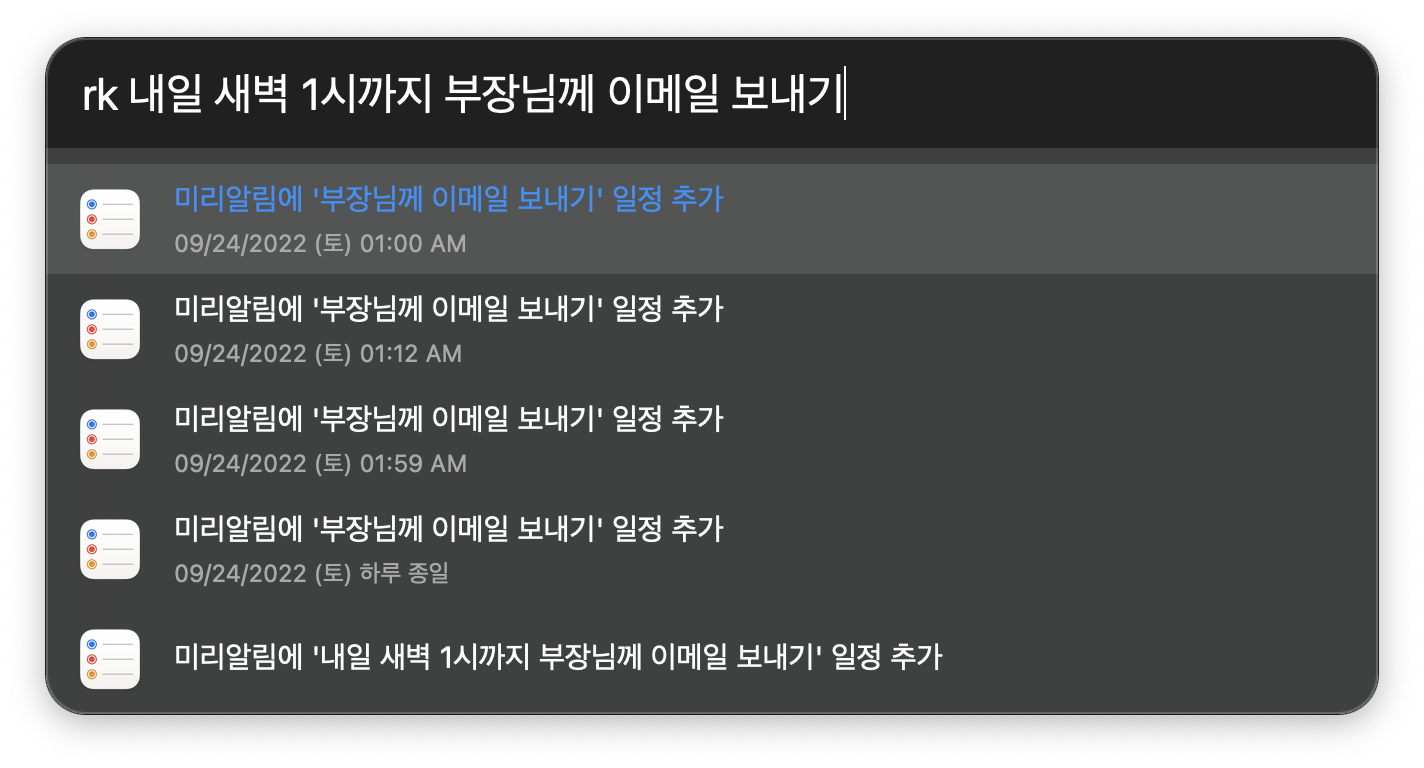 rk 내일 새벽 1시까지 부장님께 이메일 보내기
미리알림에 '부장님께 이메일 보내기' 일정 추가
09/24/2022 (토) 01:00 AM
미리알림에 '부장님께 이메일 보내기' 일정 추가
09/24/2022 (토) 01:12 AM
미리알림에 '부장님께 이메일 보내기' 일정 추가
09/24/2022 (토) 01:59 AM
미리알림에 '부장님께 이메일 보내기' 일정 추가
09/24/2022 (토) 하루 종일
미리알림에 '내일 새벽 1시까지 부장님께 이메일 보내기' 일정 추가